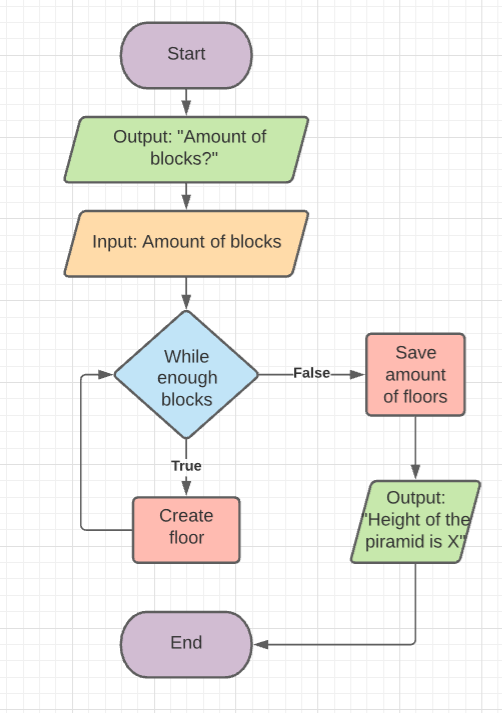 Start
Output: "Amount of
blocks?"
Input: Amount of blocks
While
enough
blocks
False
Save
amount
of floors
True
Create
floor
Output:
"Height of the
piramid is X"
End